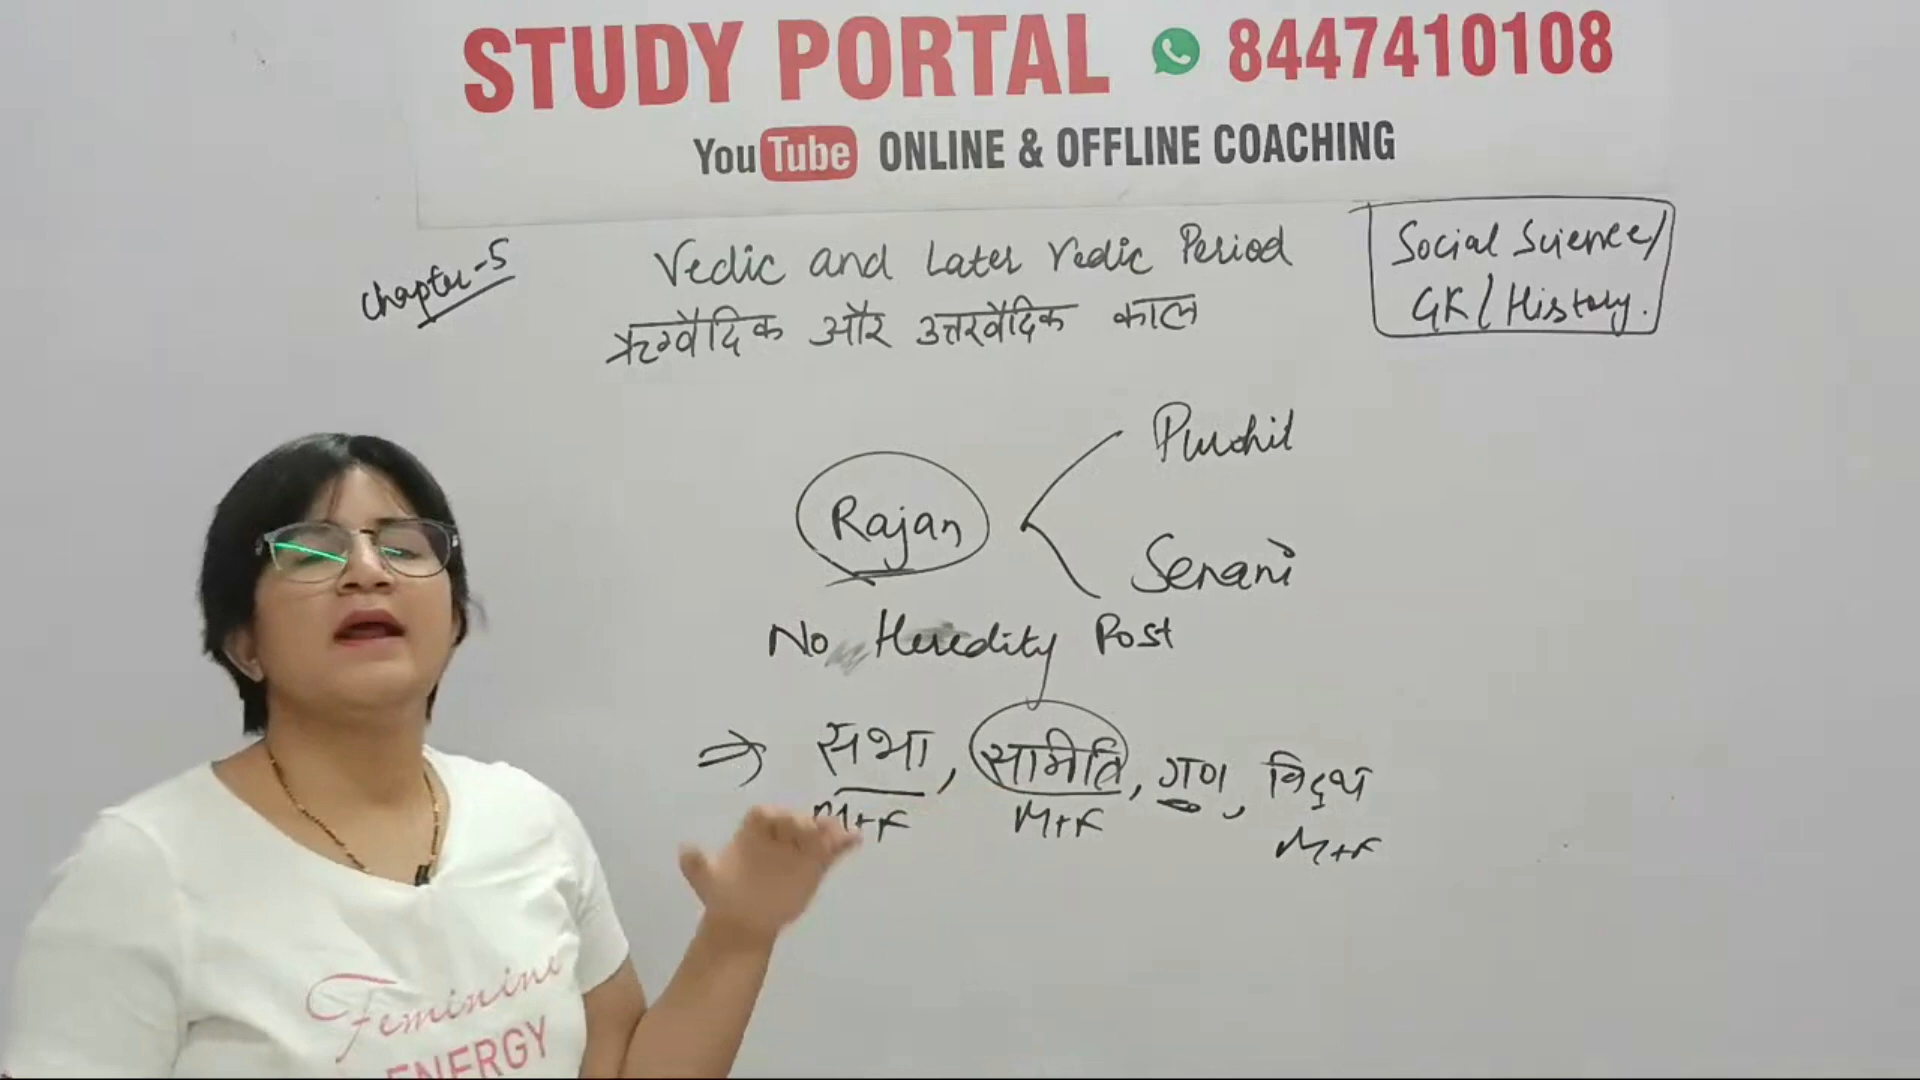 STUDY PORTAL 8447410108
YouTube ONLINE & OFFLINE COACHING
Chapter-5
Vedic and Later Vedic Period
ऋग्वैदिक और उत्तरवैदिक काल
Social Science/
GK/History.
Purohit
Rajan
Senani
No Heredity Post
⇒ सभा, समिति, गण, विदथ
M+F M+F M+F
Feminine
ENERGY